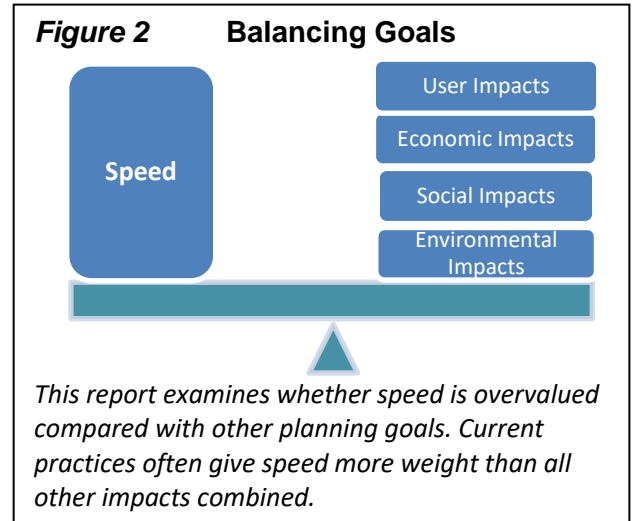 Figure 2 Balancing Goals
Speed
User Impacts
Economic Impacts
Social Impacts
Environmental
Impacts
This report examines whether speed is overvalued
compared with other planning goals. Current
practices often give speed more weight than all
other impacts combined.